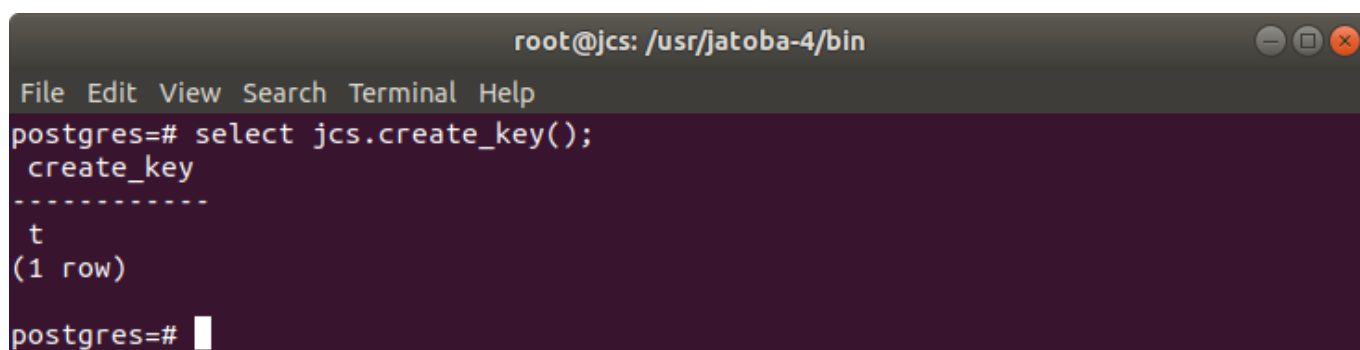 root@jcs: /usr/jatoba-4/bin
File Edit View Search Terminal Help
postgres=# select jcs.create_key();
 create_key
------------
 t
(1 row)
postgres=#